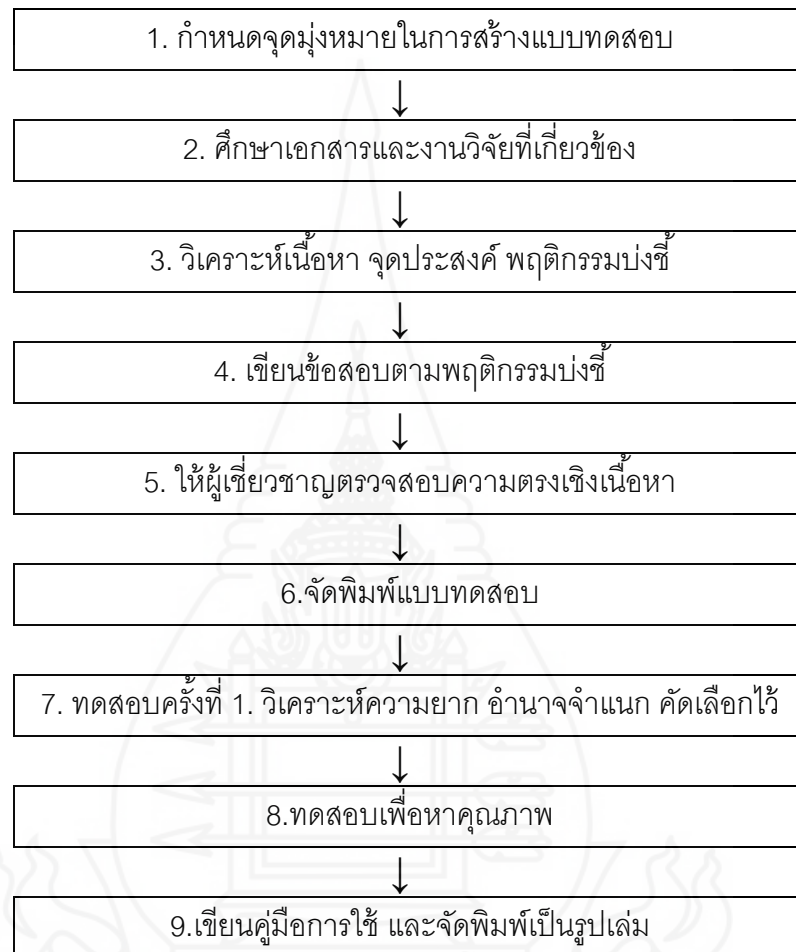 1. กำหนดจุดมุ่งหมายในการสร้างแบบทดสอบ
2. ศึกษาเอกสารและงานวิจัยที่เกี่ยวข้อง
3. วิเคราะห์เนื้อหา จุดประสงค์ พฤติกรรมบ่งชี้
4. เขียนข้อสอบตามพฤติกรรมบ่งชี้
5. ให้ผู้เชี่ยวชาญตรวจสอบความตรงเชิงเนื้อหา
6.จัดพิมพ์แบบทดสอบ
7. ทดสอบครั้งที่ 1. วิเคราะห์ความยาก อำนาจจำแนก คัดเลือกไว้
8.ทดสอบเพื่อหาคุณภาพ
9.เขียนคู่มือการใช้ และจัดพิมพ์เป็นรูปเล่ม